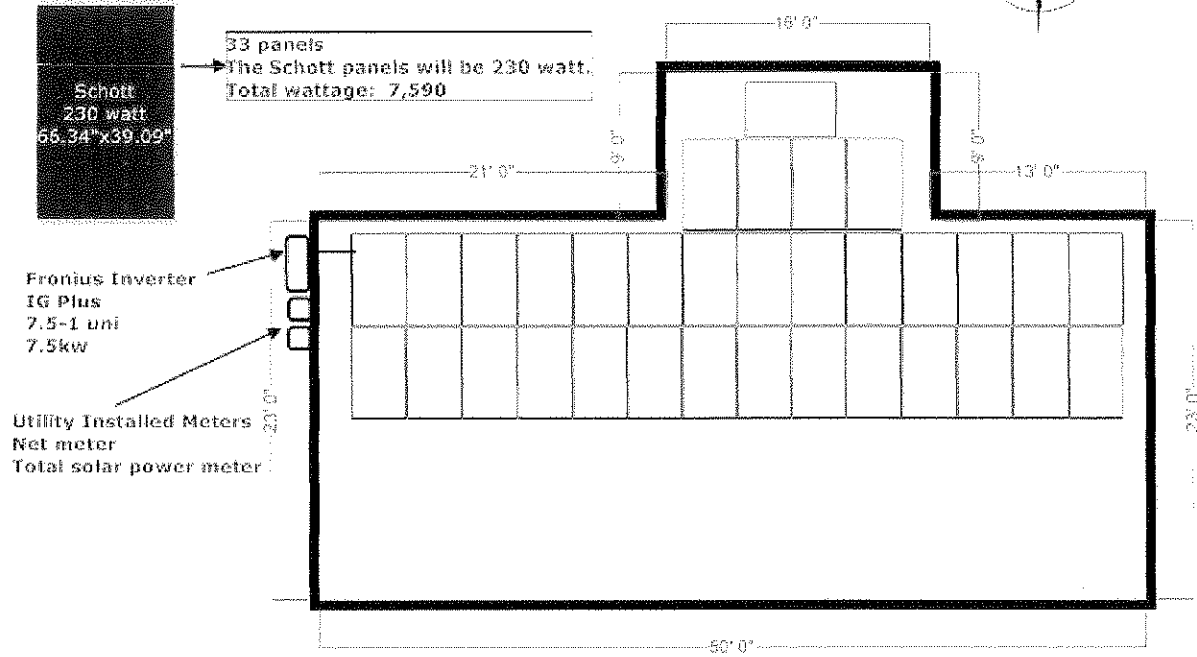 16' 0"
33 panels
The Schott panels will be 230 watt.
Total wattage: 7,590
Schott
230 watt
66.34"x39.09"
9' 0"
9' 0"
21' 0"
13' 0"
Fronius Inverter
IG Plus
7.5-1 uni
7.5kw
Utility Installed Meters
Net meter
Total solar power meter
23' 0"
23' 0"
50' 0"